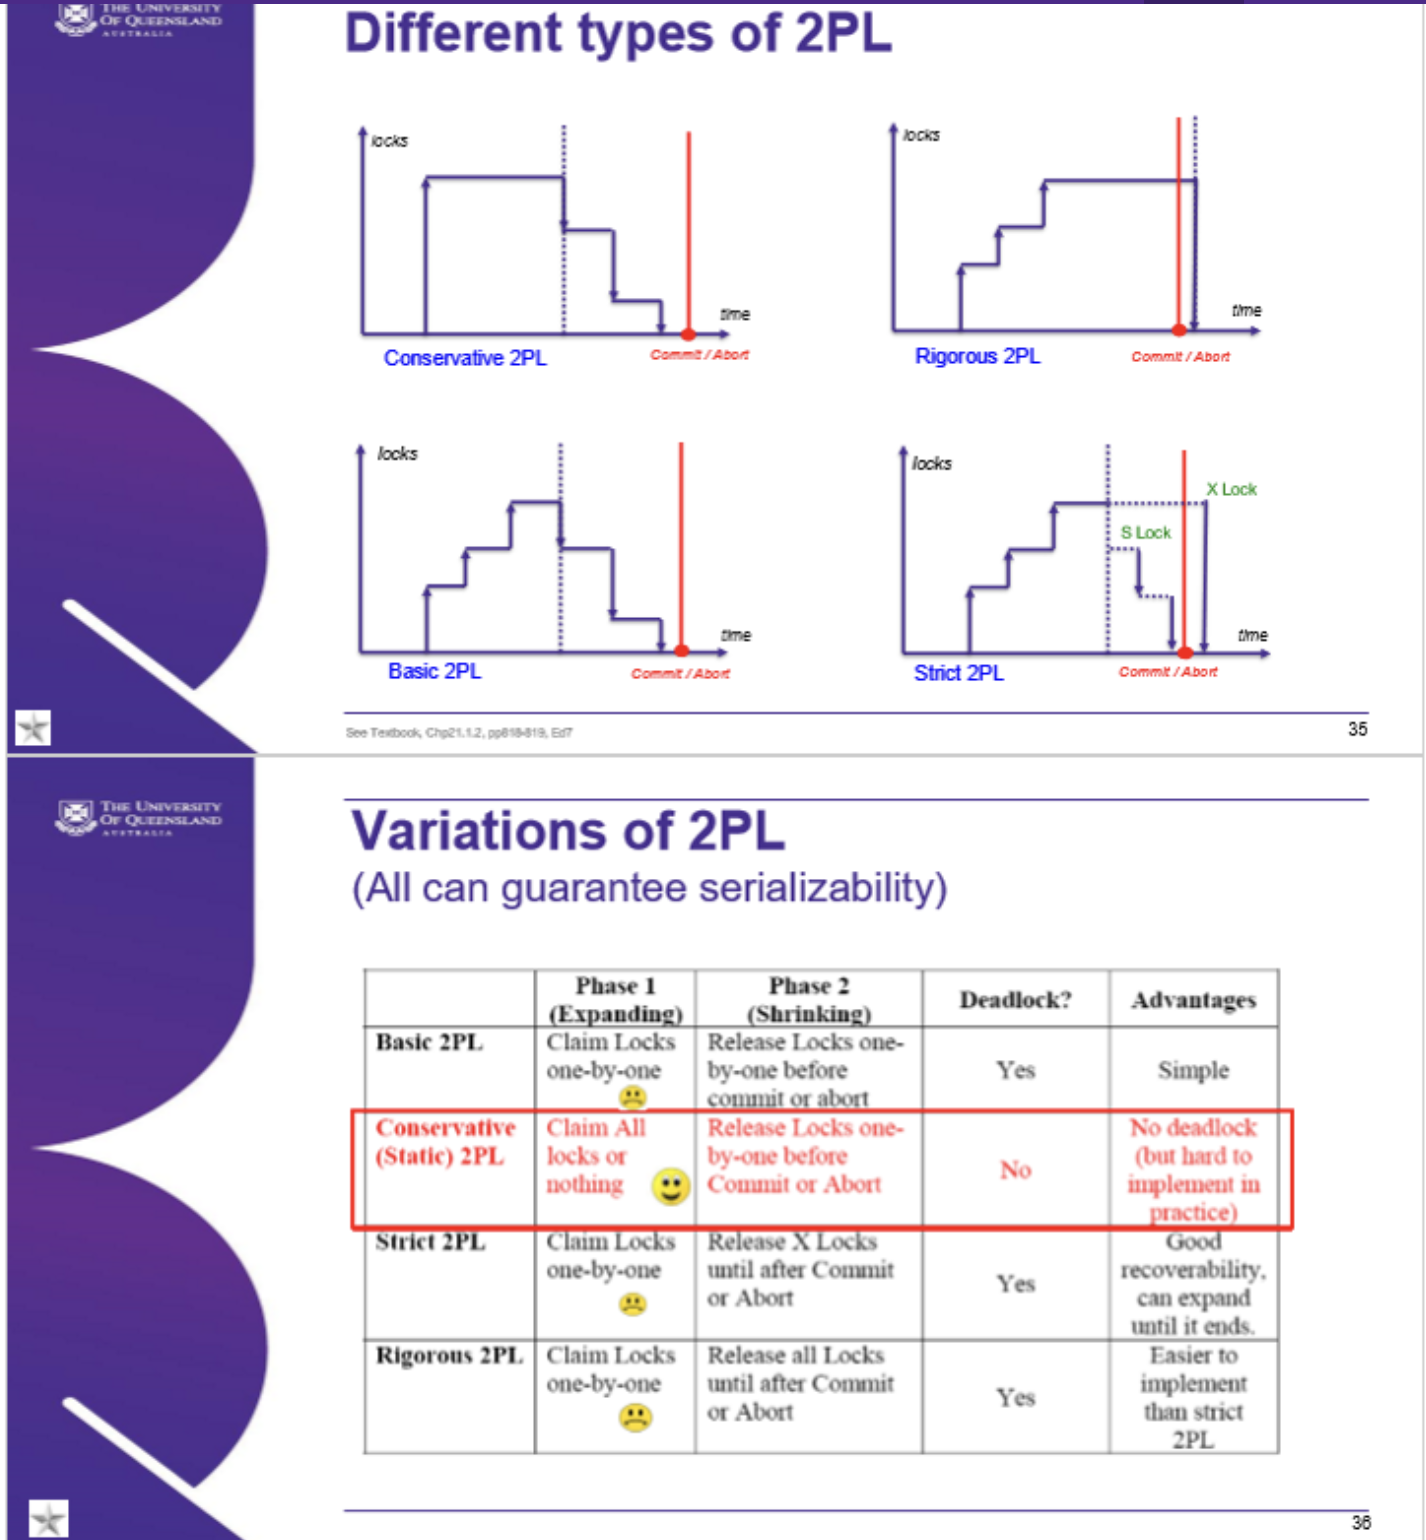 THE UNIVERSITY
OF QUEENSLAND
AUSTRALIA
Different types of 2PL
locks
time
Conservative 2PL
Commit / Abort
locks
time
Rigorous 2PL
Commit / Abort
locks
time
Basic 2PL
Commit / Abort
locks
X Lock
S Lock
time
Strict 2PL
Commit / Abort
See Textbook, Chp21.1.2, pp818-819, Ed7
35
THE UNIVERSITY
OF QUEENSLAND
AUSTRALIA
Variations of 2PL
(All can guarantee serializability)
Phase 1
(Expanding)
Phase 2
(Shrinking)
Deadlock?
Advantages
Basic 2PL
Claim Locks
one-by-one
Release Locks one-
by-one before
commit or abort
Yes
Simple
Conservative
(Static) 2PL
Claim All
locks or
nothing
Release Locks one-
by-one before
Commit or Abort
No
No deadlock
(but hard to
implement in
practice)
Strict 2PL
Claim Locks
one-by-one
Release X Locks
until after Commit
or Abort
Yes
Good
recoverability,
can expand
until it ends.
Rigorous 2PL
Claim Locks
one-by-one
Release all Locks
until after Commit
or Abort
Yes
Easier to
implement
than strict
2PL
36